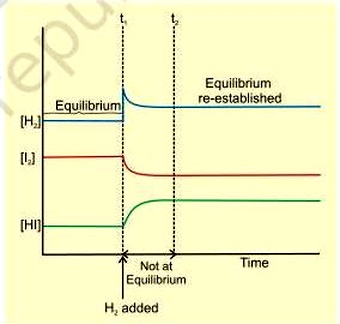 t₁ t₂
Equilibrium
Equilibrium
re-established
[H₂]
[I₂]
[HI]
Not at
Equilibrium
Time
H₂ added